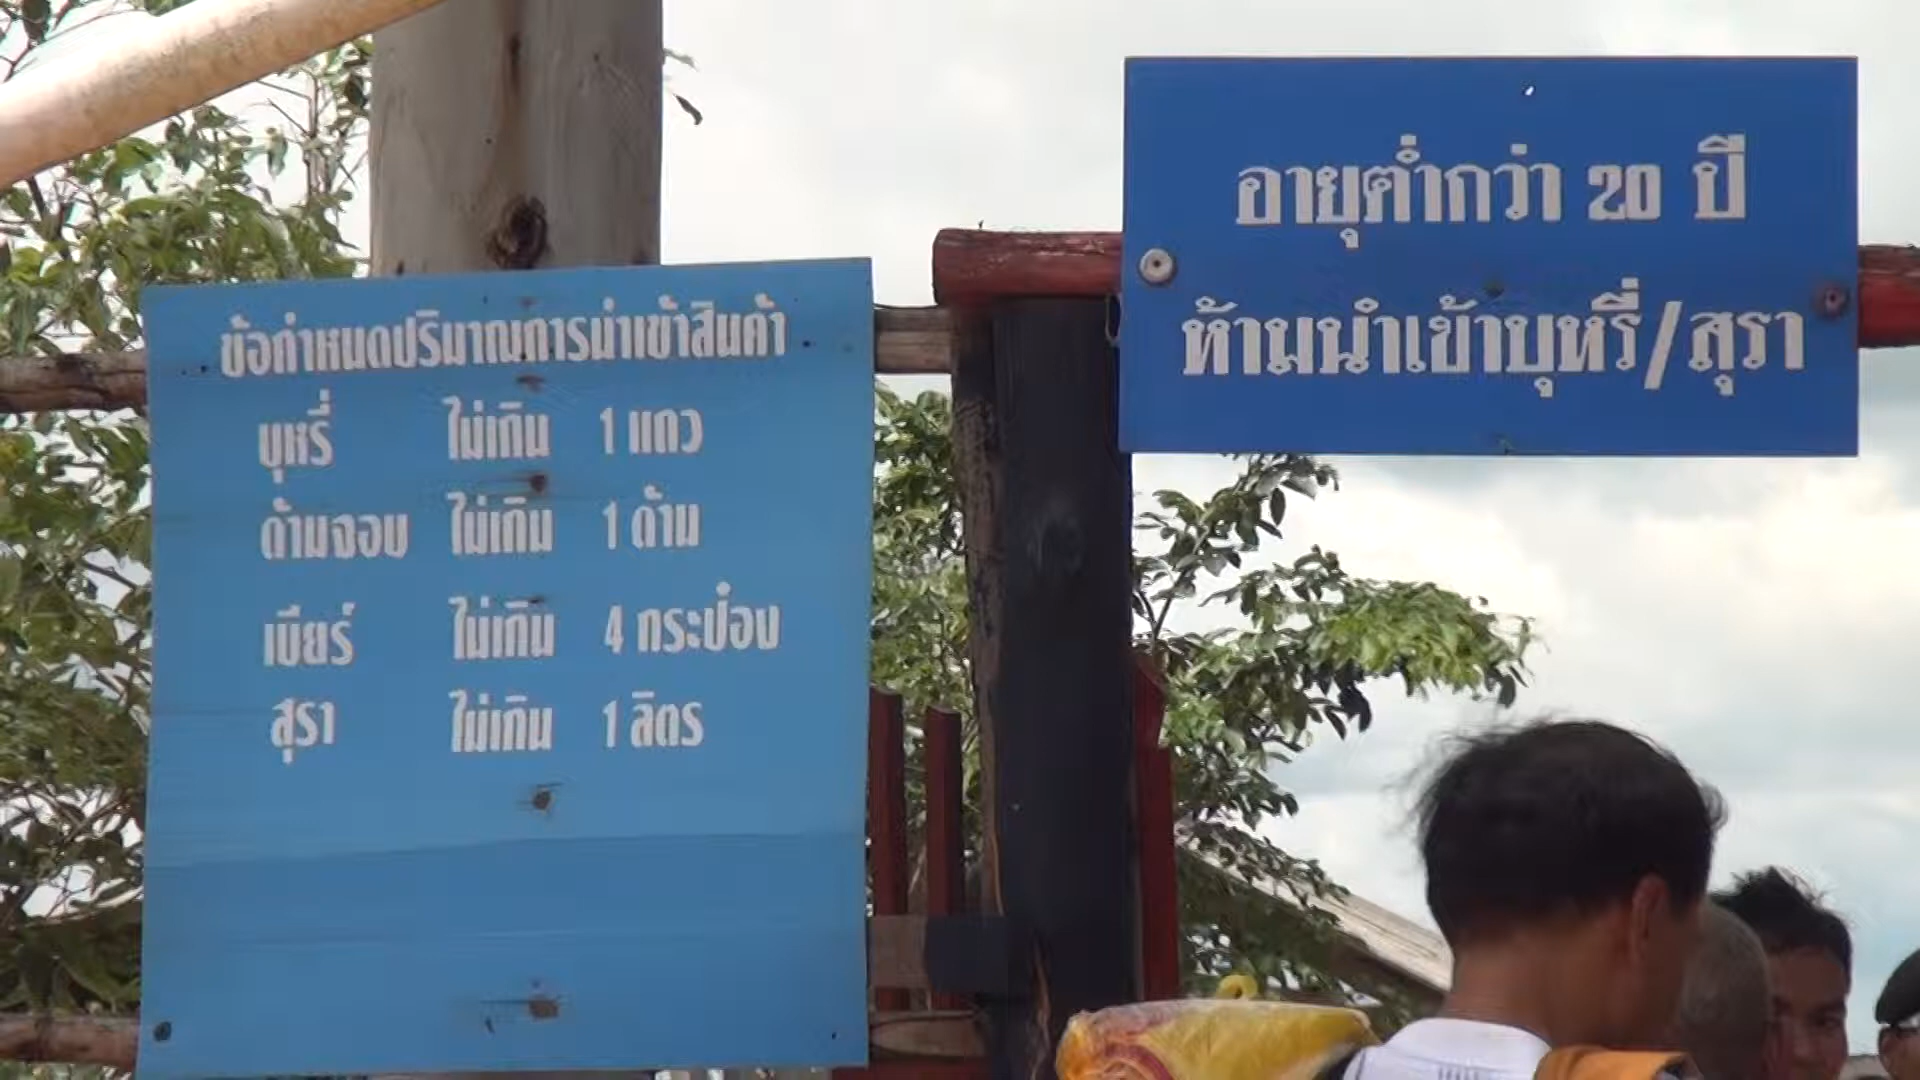 ข้อกำหนดปริมาณการนำเข้าสินค้า
บุหรี่ ไม่เกิน 1 แถว
ด้ามจอบ ไม่เกิน 1 ด้าม
เบียร์ ไม่เกิน 4 กระป๋อง
สุรา ไม่เกิน 1 ลิตร
อายุต่ำกว่า 20 ปี
ห้ามนำเข้าบุหรี่/สุรา